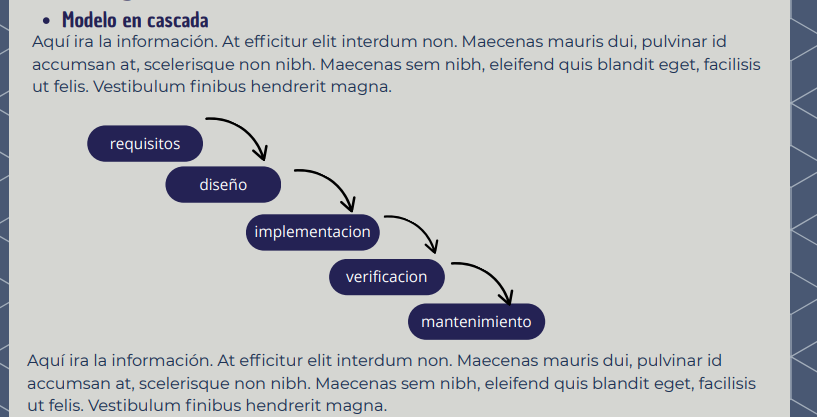 • Modelo en cascada
Aquí ira la información. At efficitur elit interdum non. Maecenas mauris dui, pulvinar id
accumsan at, scelerisque non nibh. Maecenas sem nibh, eleifend quis blandit eget, facilisis
ut felis. Vestibulum finibus hendrerit magna.
requisitos
diseño
implementacion
verificacion
mantenimiento
Aquí ira la información. At efficitur elit interdum non. Maecenas mauris dui, pulvinar id
accumsan at, scelerisque non nibh. Maecenas sem nibh, eleifend quis blandit eget, facilisis
ut felis. Vestibulum finibus hendrerit magna.